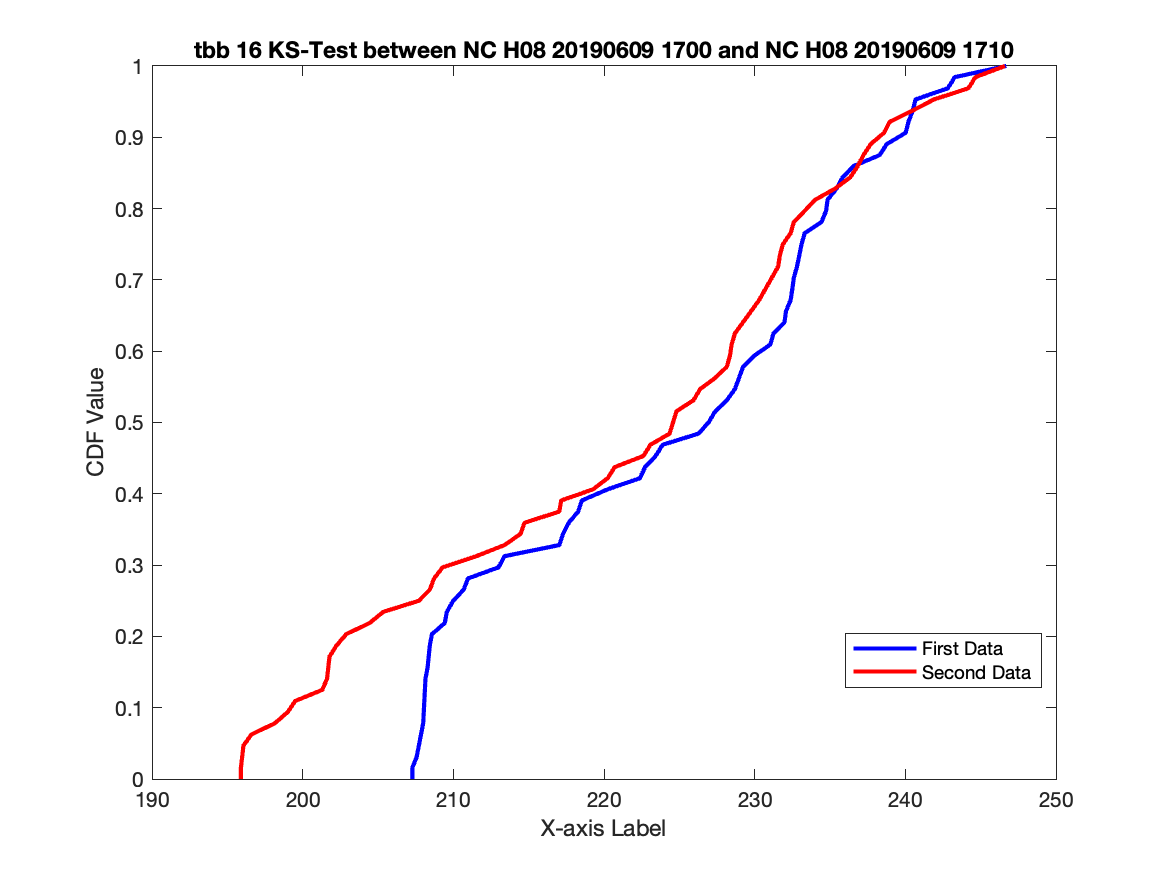 tbb 16 KS-Test between NC H08 20190609 1700 and NC H08 20190609 1710
1
0.9
0.8
0.7
0.6
0.5
0.4
0.3
0.2
0.1
0
CDF Value
First Data
Second Data
190 200 210 220 230 240 250
X-axis Label